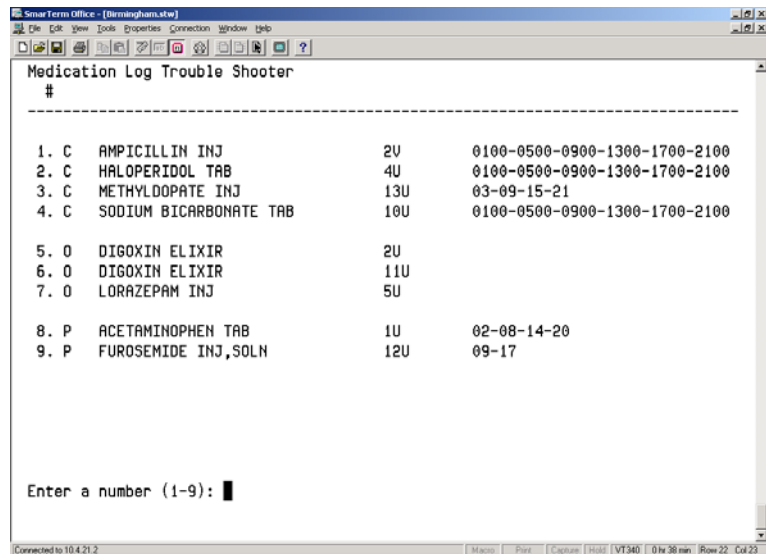 SmarTerm Office - [Birmingham.stw]
File Edit View Tools Properties Connection Window Help
Medication Log Trouble Shooter
#
--------------------------------------------------------------------------------
1. C AMPICILLIN INJ 2V 0100-0500-0900-1300-1700-2100
2. C HALOPERIDOL TAB 4U 0100-0500-0900-1300-1700-2100
3. C METHYLDOPATE INJ 13U 03-09-15-21
4. C SODIUM BICARBONATE TAB 10U 0100-0500-0900-1300-1700-2100
5. O DIGOXIN ELIXIR 2U
6. O DIGOXIN ELIXIR 11U
7. O LORAZEPAM INJ 5U
8. P ACETAMINOPHEN TAB 1U 02-08-14-20
9. P FUROSEMIDE INJ,SOLN 12U 09-17
Enter a number (1-9):
Connected to 10.4.21.2 Macro Print Capture Hold VT340 0 hr 38 min Row 22 Col 23